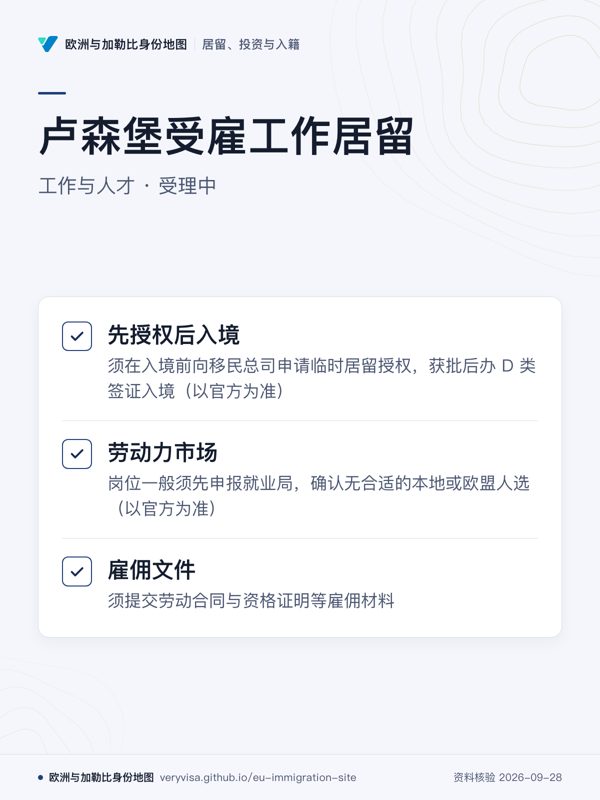 欧洲与加勒比身份地图 居留、投资与入籍
卢森堡受雇工作居留
工作与人才 · 受理中
先授权后入境
须在入境前向移民总司申请临时居留授权，获批后办 D 类
签证入境（以官方为准）
劳动力市场
岗位一般须先申报就业局，确认无合适的本地或欧盟人选
（以官方为准）
雇佣文件
须提交劳动合同与资格证明等雇佣材料
欧洲与加勒比身份地图 veryvisa.github.io/eu-immigration-site 资料核验 2026-09-28